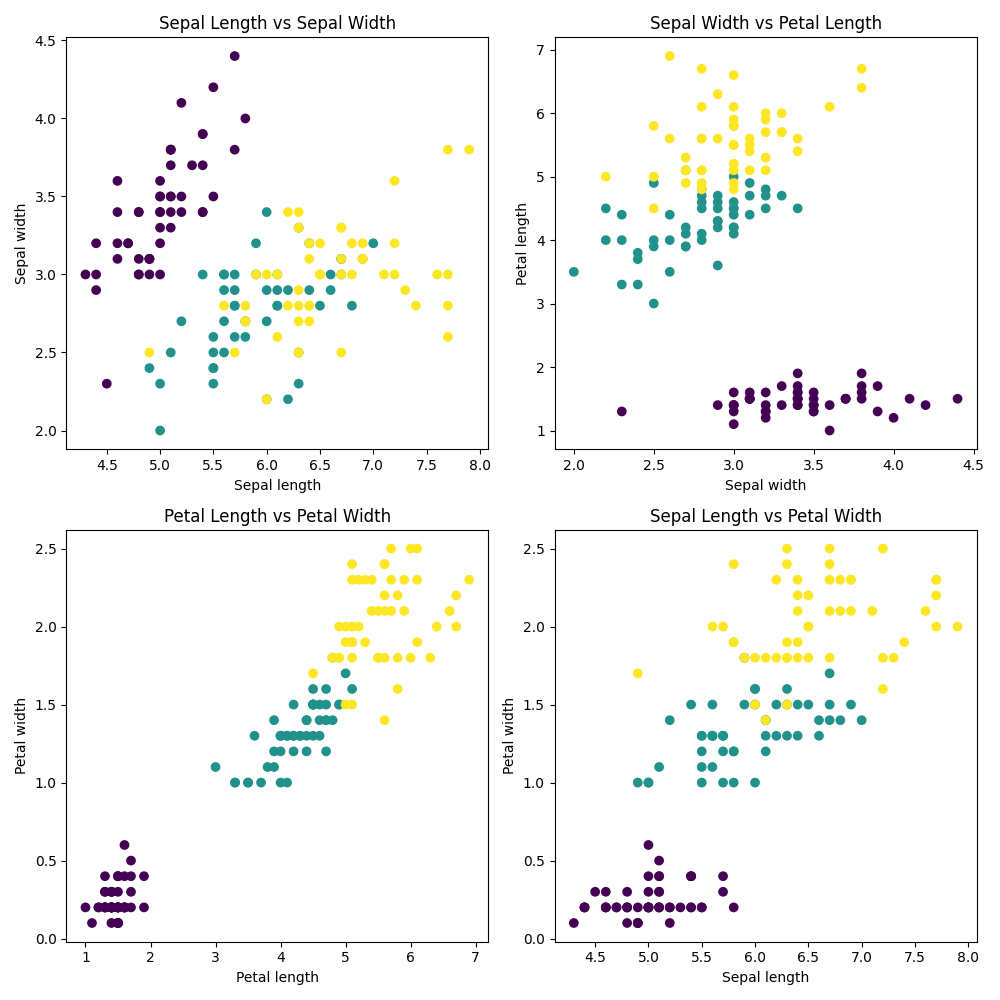 Sepal Length vs Sepal Width
4.5
4.0
3.5
3.0
2.5
2.0
Sepal width
4.5 5.0 5.5 6.0 6.5 7.0 7.5 8.0
Sepal length
Sepal Width vs Petal Length
7
6
5
4
3
2
1
Petal length
2.0 2.5 3.0 3.5 4.0 4.5
Sepal width
Petal Length vs Petal Width
2.5
2.0
1.5
1.0
0.5
0.0
Petal width
1 2 3 4 5 6 7
Petal length
Sepal Length vs Petal Width
2.5
2.0
1.5
1.0
0.5
0.0
Petal width
4.5 5.0 5.5 6.0 6.5 7.0 7.5 8.0
Sepal length